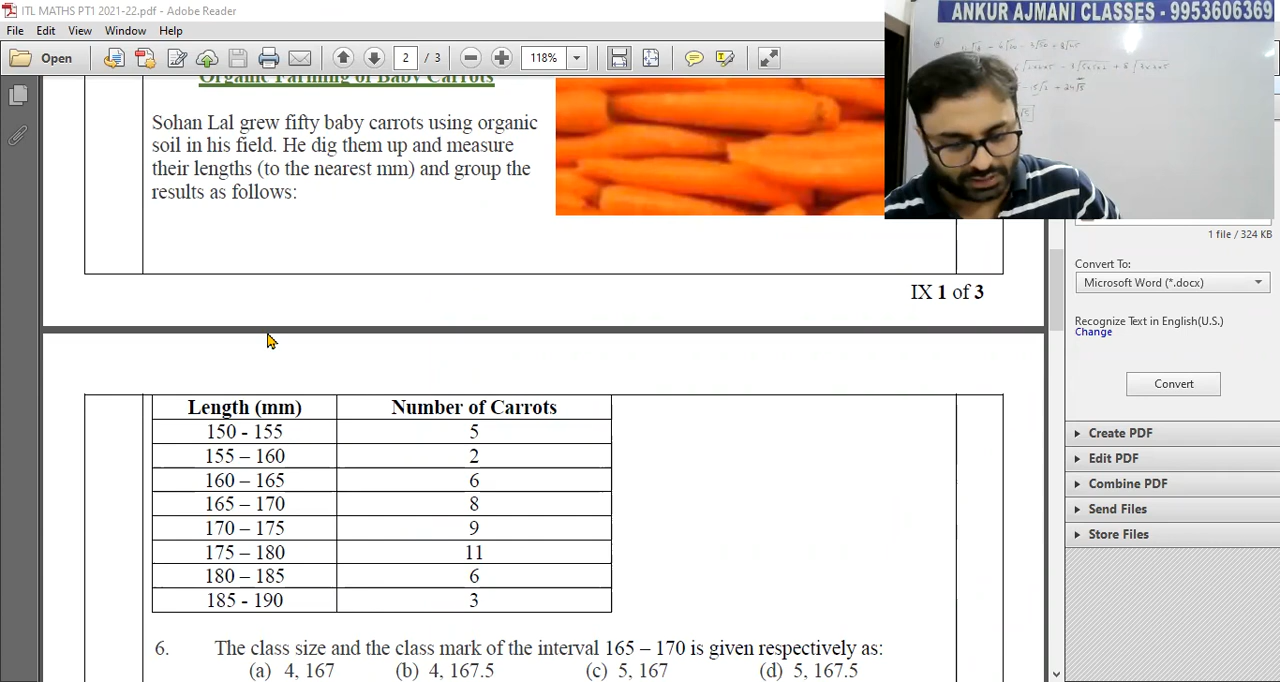 ITL MATHS PT1 2021-22.pdf - Adobe Reader
File Edit View Window Help
Open 2 / 3 118%
ANKUR AJMANI CLASSES - 9953606369
Organic Farming of Baby Carrots
Sohan Lal grew fifty baby carrots using organic
soil in his field. He dig them up and measure
their lengths (to the nearest mm) and group the
results as follows:
IX 1 of 3
Length (mm) Number of Carrots
150 - 155 5
155 – 160 2
160 – 165 6
165 – 170 8
170 – 175 9
175 – 180 11
180 – 185 6
185 - 190 3
6. The class size and the class mark of the interval 165 – 170 is given respectively as:
(a) 4, 167 (b) 4, 167.5 (c) 5, 167 (d) 5, 167.5
1 file / 324 KB
Convert To:
Microsoft Word (*.docx)
Recognize Text in English(U.S.)
Change
Convert
Create PDF
Edit PDF
Combine PDF
Send Files
Store Files